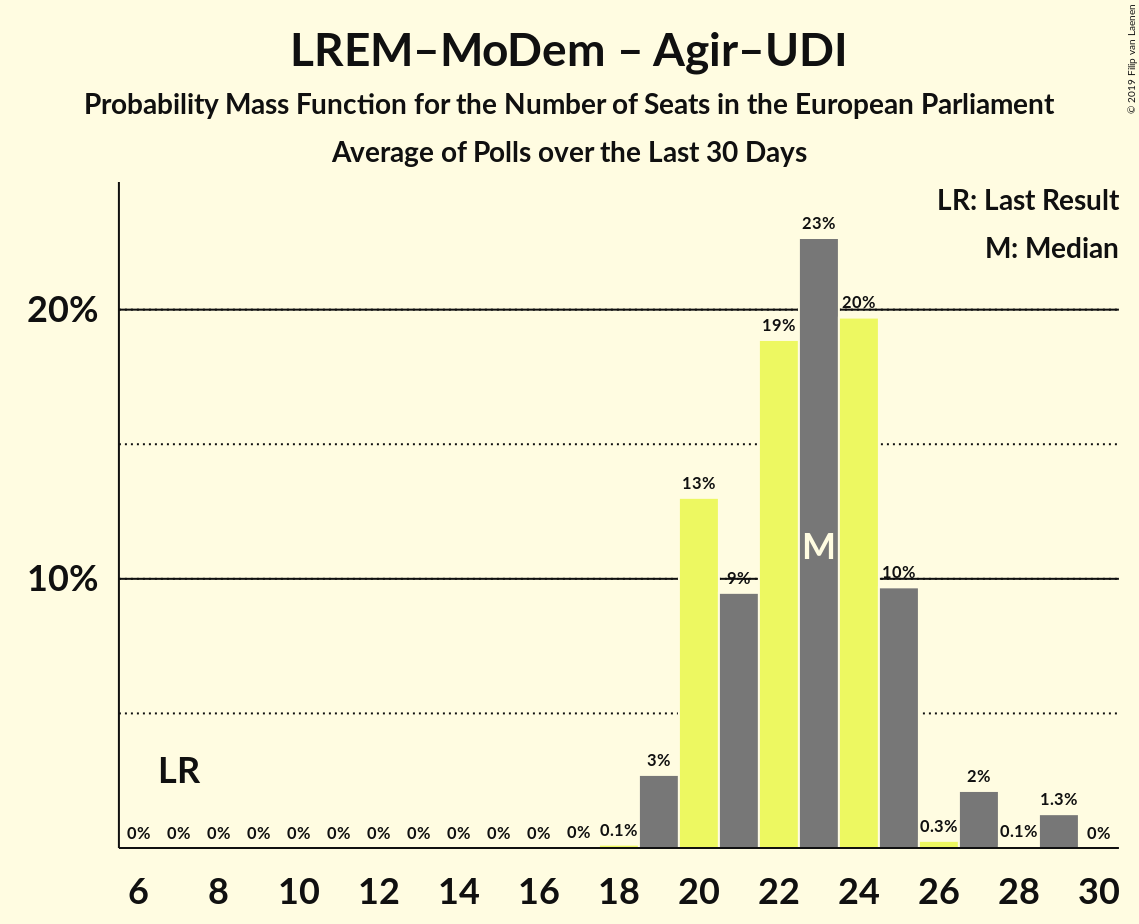 LREM–MoDem – Agir–UDI
Probability Mass Function for the Number of Seats in the European Parliament
Average of Polls over the Last 30 Days
© 2019 Filip van Laenen
LR: Last Result
M: Median
23%
20%
20%
19%
13%
M
10%
9%
10%
LR
3%
2%
1.3%
0% 0% 0% 0% 0% 0% 0% 0% 0% 0% 0% 0% 0.1% 0.3% 0.1% 0%
6 8 10 12 14 16 18 20 22 24 26 28 30